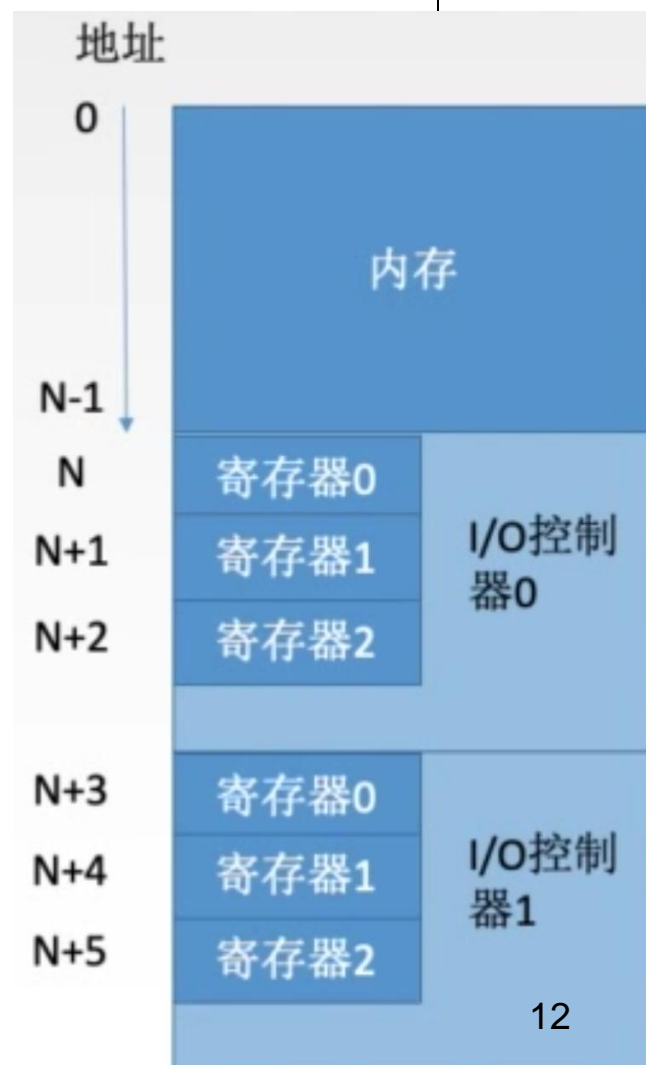 地址
0
内存
N-1
N
寄存器0
N+1
寄存器1
N+2
寄存器2
I/O控制
器0
N+3
寄存器0
N+4
寄存器1
N+5
寄存器2
I/O控制
器1
12